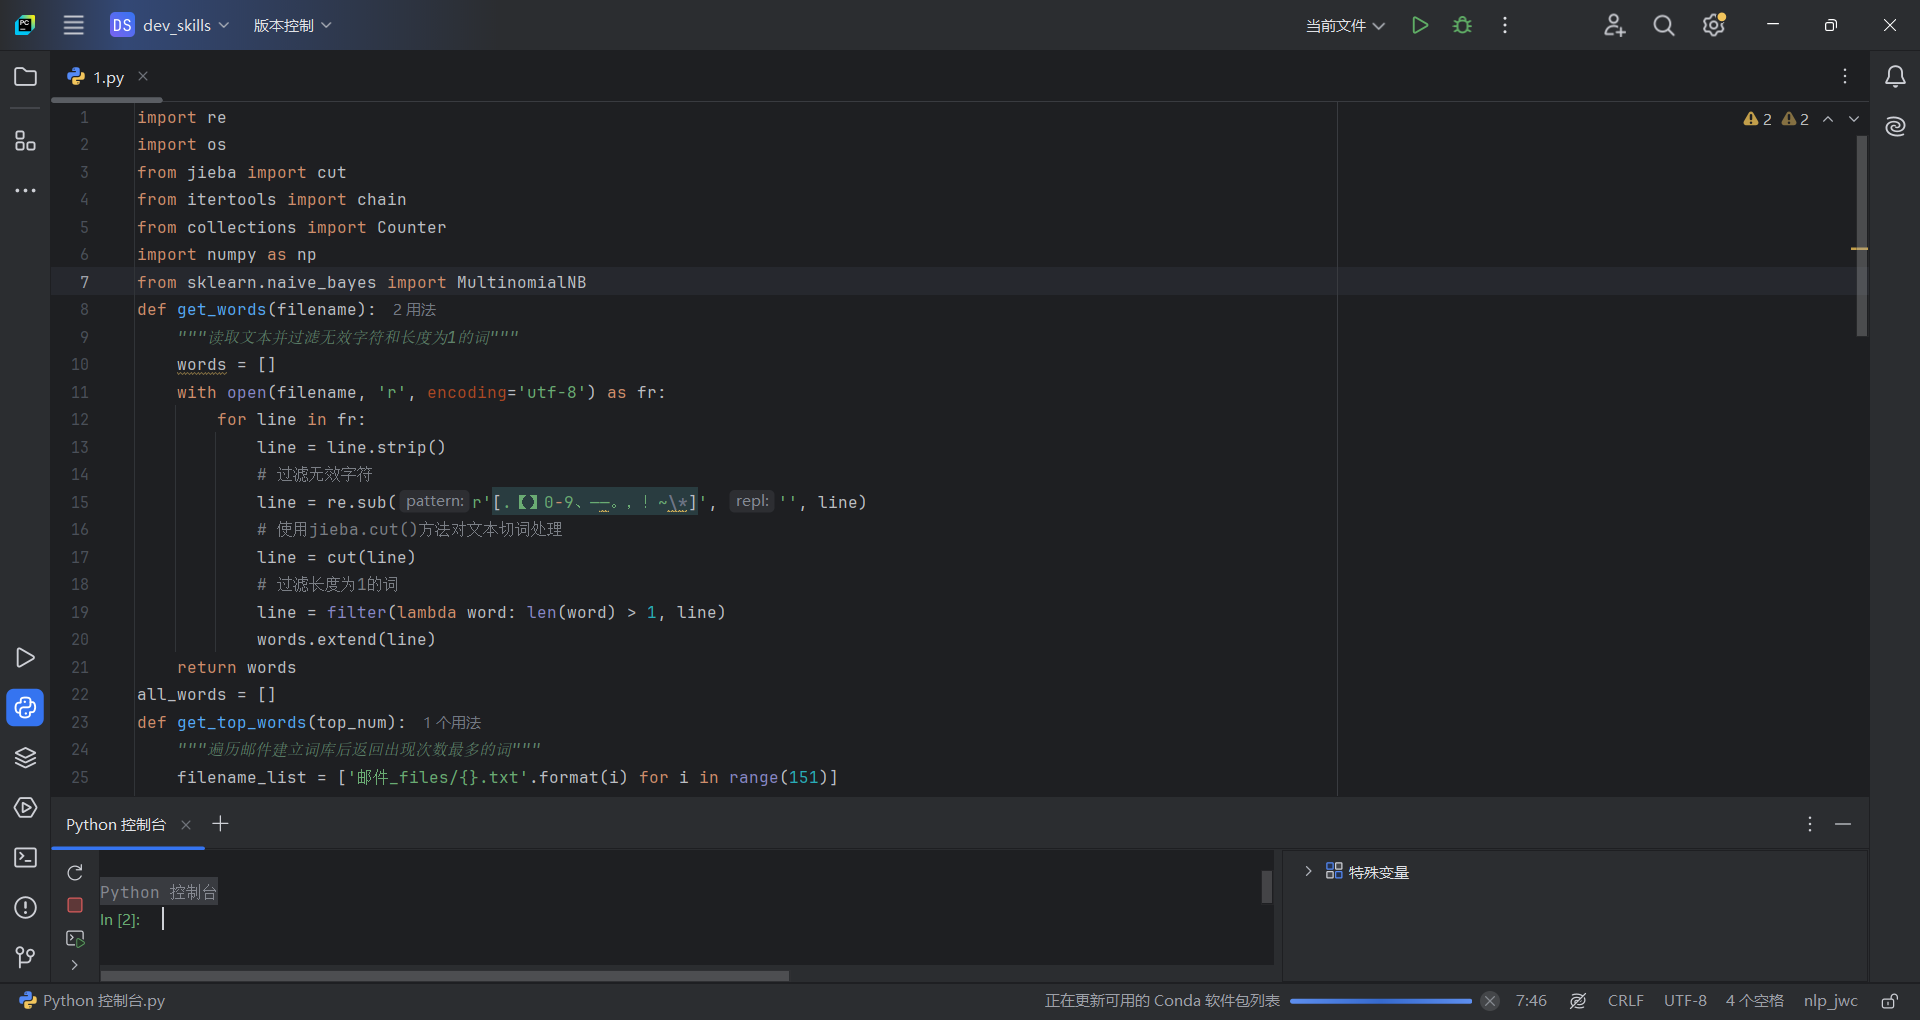 DS dev_skills 版本控制 当前文件
1.py
1 import re
2 import os
3 from jieba import cut
4 from itertools import chain
5 from collections import Counter
6 import numpy as np
7 from sklearn.naive_bayes import MultinomialNB
8 def get_words(filename): 2 用法
9 """读取文本并过滤无效字符和长度为1的词"""
10 words = []
11 with open(filename, 'r', encoding='utf-8') as fr:
12 for line in fr:
13 line = line.strip()
14 # 过滤无效字符
15 line = re.sub( pattern: r'[.【】0-9、——。，！~\*]', repl: '', line)
16 # 使用jieba.cut()方法对文本切词处理
17 line = cut(line)
18 # 过滤长度为1的词
19 line = filter(lambda word: len(word) > 1, line)
20 words.extend(line)
21 return words
22 all_words = []
23 def get_top_words(top_num): 1 个用法
24 """遍历邮件建立词库后返回出现次数最多的词"""
25 filename_list = ['邮件_files/{}.txt'.format(i) for i in range(151)]
2 2
Python 控制台
Python 控制台
In [2]:
特殊变量
Python 控制台.py 正在更新可用的 Conda 软件包列表 7:46 CRLF UTF-8 4 个空格 nlp_jwc